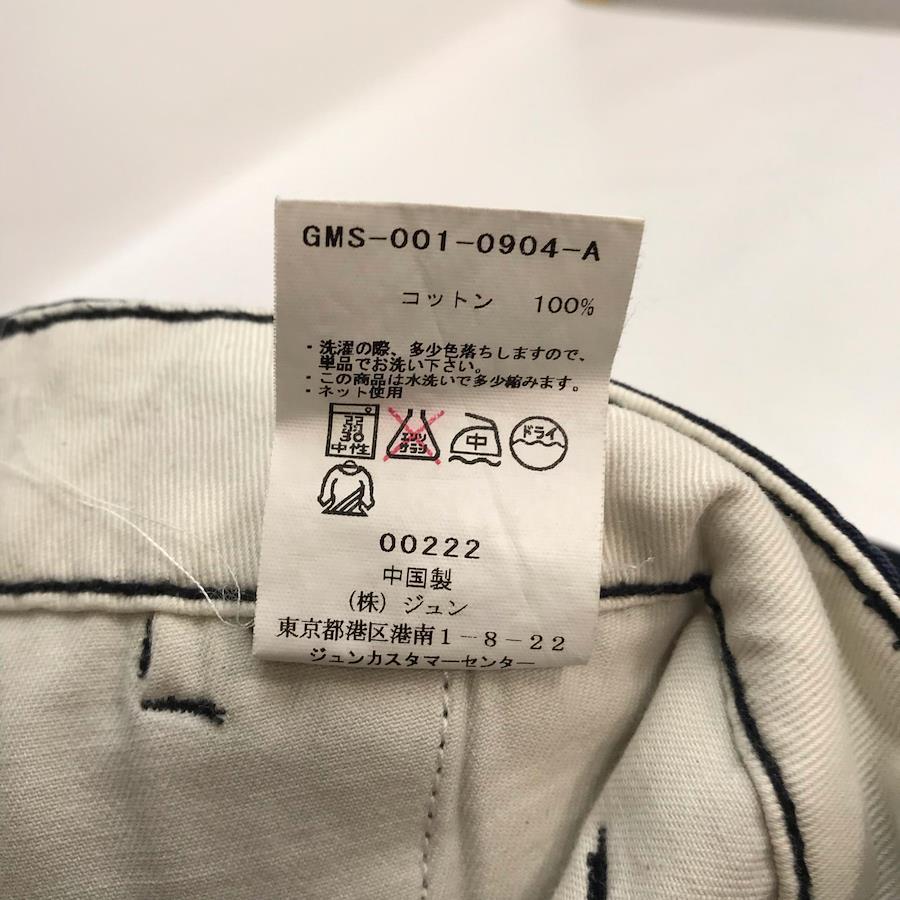 GMS-001-0904-A
コットン 100%
・洗濯の際、多少色落ちしますので、
単品でお洗い下さい。
・この商品は水洗いで多少縮みます。
・ネット使用
ココ
弱 30 中性
エンソ サラシ
中
ドライ
00222
中国製
(株) ジュン
東京都港区港南1-8-22
ジュンカスタマーセンター